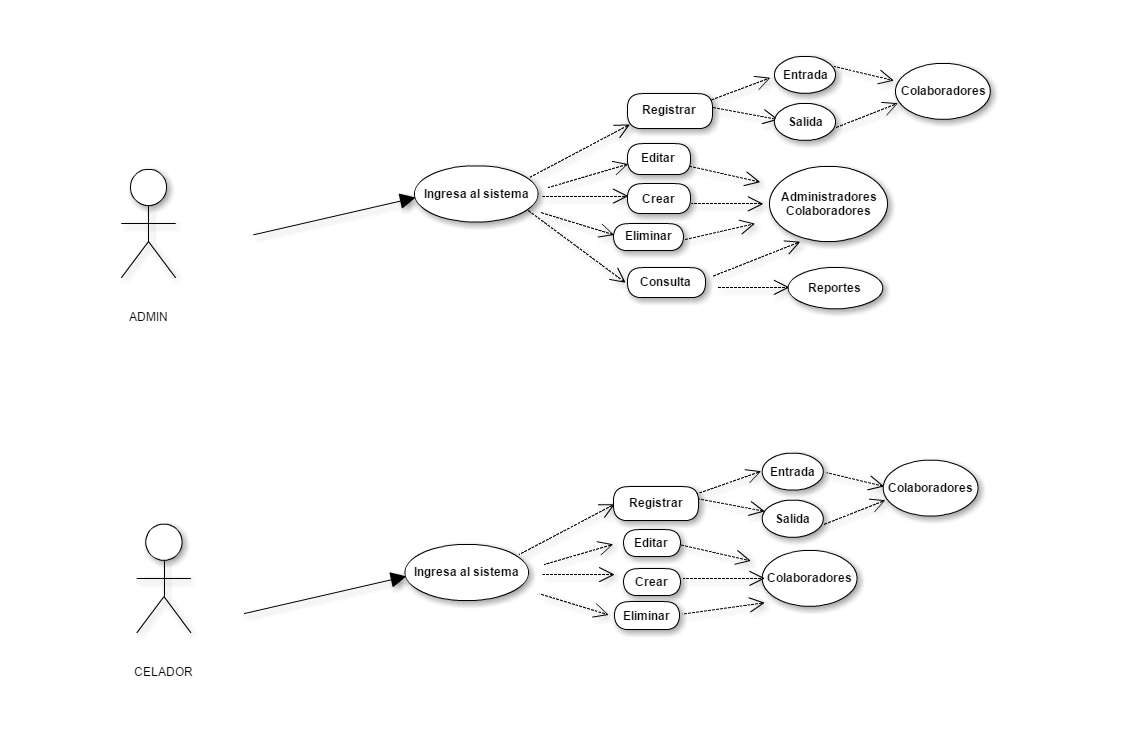 Entrada
Colaboradores
Registrar
Salida
Editar
Ingresa al sistema
Crear
Administradores
Colaboradores
Eliminar
Consulta
Reportes
ADMIN
Entrada
Colaboradores
Registrar
Salida
Editar
Ingresa al sistema
Crear
Colaboradores
Eliminar
CELADOR